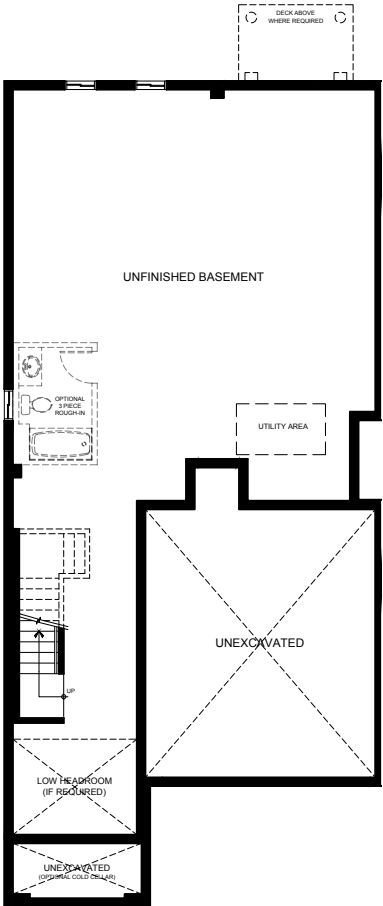 DECK ABOVE
WHERE REQUIRED
UNFINISHED BASEMENT
OPTIONAL
3 PIECE
ROUGH-IN
UTILITY AREA
UNEXCAVATED
UP
LOW HEADROOM
(IF REQUIRED)
UNEXCAVATED
(OPTIONAL COLD CELLAR)